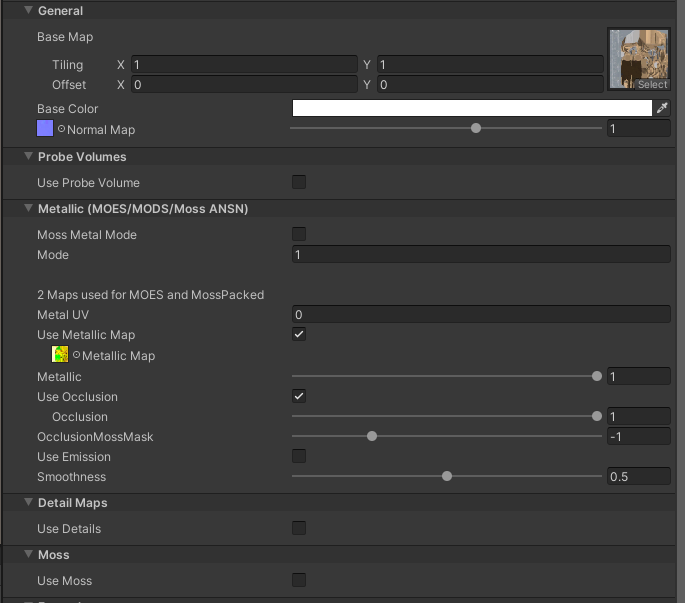 General
Base Map
Tiling X 1 Y 1
Offset X 0 Y 0
Select
Base Color
Normal Map 1
Probe Volumes
Use Probe Volume
Metallic (MOES/MODS/Moss ANSN)
Moss Metal Mode
Mode 1
2 Maps used for MOES and MossPacked
Metal UV 0
Use Metallic Map
Metallic Map
Metallic 1
Use Occlusion
Occlusion 1
OcclusionMossMask -1
Use Emission
Smoothness 0.5
Detail Maps
Use Details
Moss
Use Moss